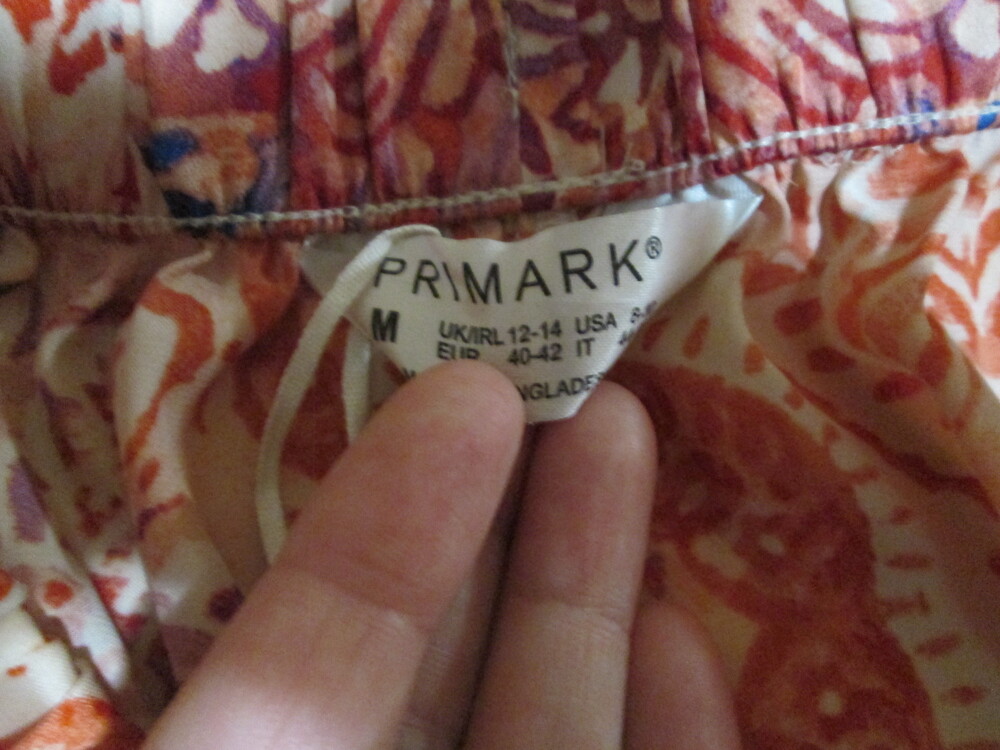 PRIMARK®
M UK/IRL 12-14 USA
EUR 40-42 IT